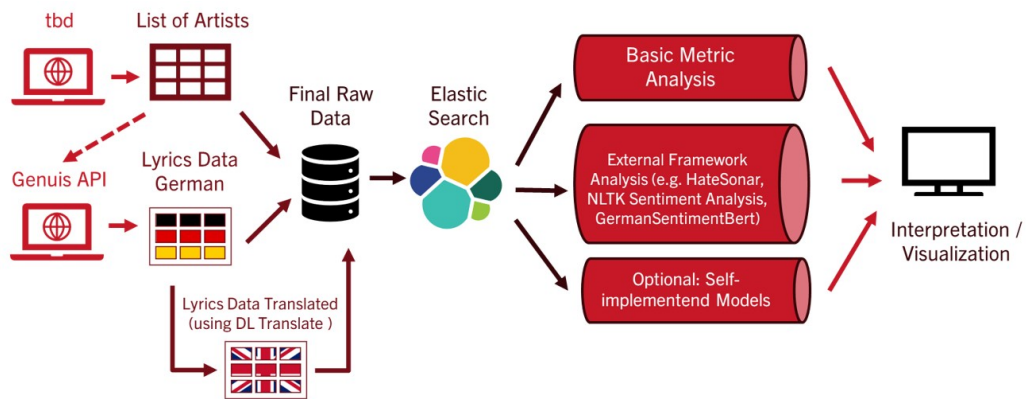 tbd
List of Artists
Genuis API
Lyrics Data
German
Lyrics Data Translated
(using DL Translate )
Final Raw
Data
Elastic
Search
Basic Metric
Analysis
External Framework
Analysis (e.g. HateSonar,
NLTK Sentiment Analysis,
GermanSentimentBert)
Optional: Self-
implementend Models
Interpretation /
Visualization